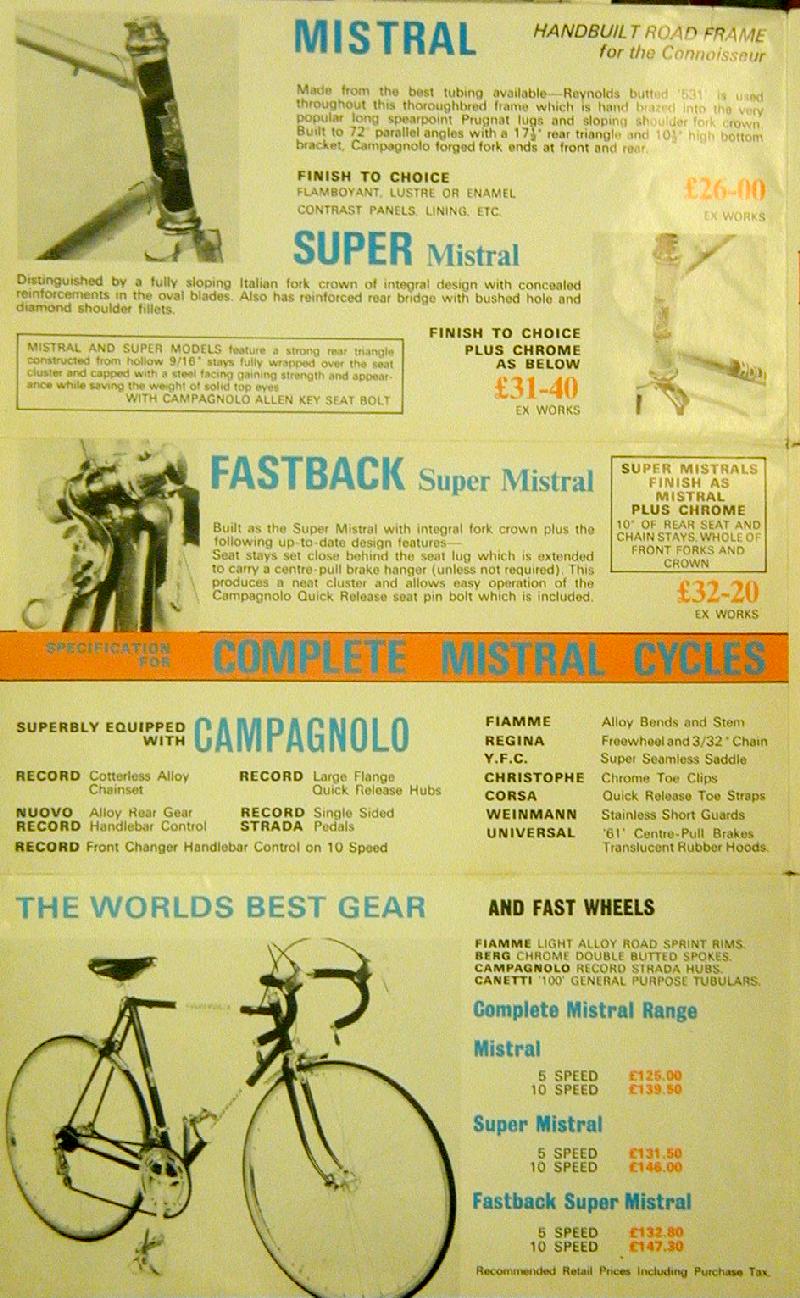 MISTRAL
HANDBUILT ROAD FRAME
for the Connoisseur
Made from the best tubing available—Reynolds butted '531' is used
throughout this thoroughbred frame which is hand brazed into the very
popular long spearpoint Prugnat lugs and sloping shoulder fork crown.
Built to 72° parallel angles with a 17½" rear triangle and 10½" high bottom
bracket, Campagnolo forged fork ends at front and rear.
FINISH TO CHOICE
FLAMBOYANT, LUSTRE OR ENAMEL
CONTRAST PANELS, LINING, ETC.
£26-00
EX WORKS
SUPER Mistral
Distinguished by a fully sloping Italian fork crown of integral design with concealed
reinforcements in the oval blades. Also has reinforced rear bridge with bushed hole and
diamond shoulder fillets.
MISTRAL AND SUPER MODELS feature a strong rear triangle
constructed from hollow 9/16" stays fully wrapped over the seat
cluster and capped with a steel facing gaining strength and appear-
ance while saving the weight of solid top eyes
WITH CAMPAGNOLO ALLEN KEY SEAT BOLT
FINISH TO CHOICE
PLUS CHROME
AS BELOW
£31-40
EX WORKS
FASTBACK Super Mistral
Built as the Super Mistral with integral fork crown plus the
following up-to-date design features—
Seat stays set close behind the seat lug which is extended
to carry a centre-pull brake hanger (unless not required). This
produces a neat cluster and allows easy operation of the
Campagnolo Quick Release seat pin bolt which is included.
SUPER MISTRALS
FINISH AS
MISTRAL
PLUS CHROME
10" OF REAR SEAT AND
CHAIN STAYS, WHOLE OF
FRONT FORKS AND
CROWN
£32-20
EX WORKS
SPECIFICATION
FOR
COMPLETE MISTRAL CYCLES
SUPERBLY EQUIPPED
WITH CAMPAGNOLO
RECORD Cotterless Alloy
Chainset
RECORD Large Flange
Quick Release Hubs
NUOVO Alloy Rear Gear
RECORD Handlebar Control
RECORD Single Sided
STRADA Pedals
RECORD Front Changer Handlebar Control on 10 Speed
FIAMME Alloy Bends and Stem
REGINA Freewheel and 3/32" Chain
Y.F.C. Super Seamless Saddle
CHRISTOPHE Chrome Toe Clips
CORSA Quick Release Toe Straps
WEINMANN Stainless Short Guards
UNIVERSAL '61' Centre-Pull Brakes
Translucent Rubber Hoods.
THE WORLDS BEST GEAR
AND FAST WHEELS
FIAMME LIGHT ALLOY ROAD SPRINT RIMS.
BERG CHROME DOUBLE BUTTED SPOKES.
CAMPAGNOLO RECORD STRADA HUBS.
CANETTI '100' GENERAL PURPOSE TUBULARS.
Complete Mistral Range
Mistral
5 SPEED £125.00
10 SPEED £139.50
Super Mistral
5 SPEED £131.50
10 SPEED £146.00
Fastback Super Mistral
5 SPEED £132.80
10 SPEED £147.30
Recommended Retail Prices Including Purchase Tax.